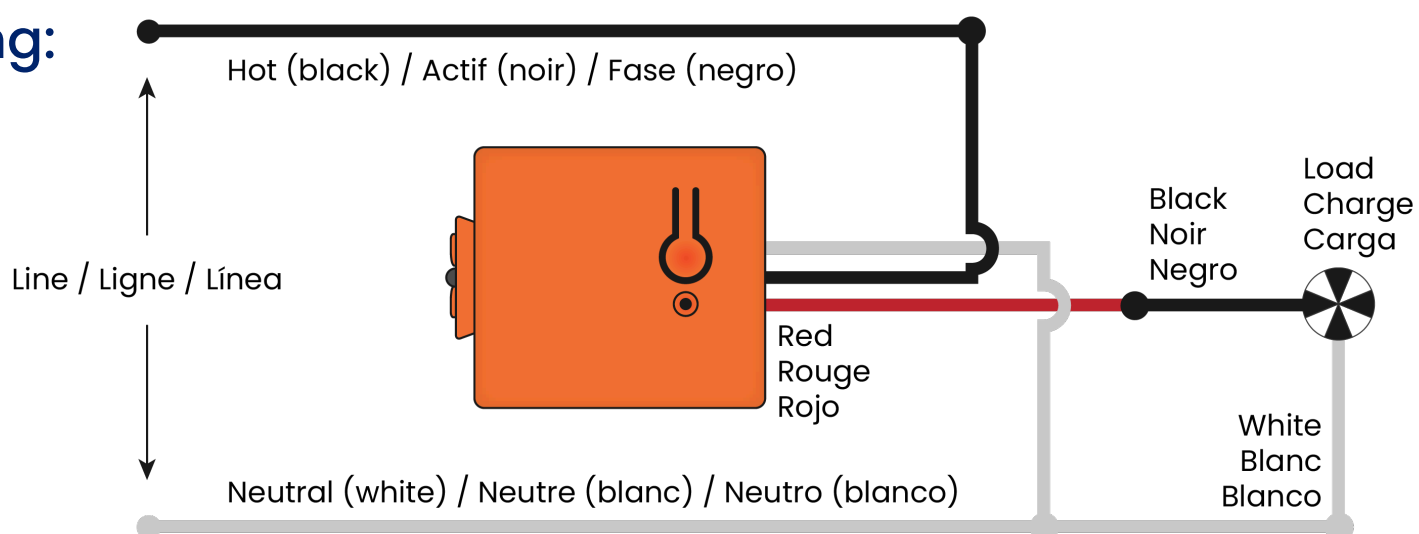 ng:
Hot (black) / Actif (noir) / Fase (negro)
Line / Ligne / Línea
Black
Noir
Negro
Load
Charge
Carga
Red
Rouge
Rojo
White
Blanc
Blanco
Neutral (white) / Neutre (blanc) / Neutro (blanco)